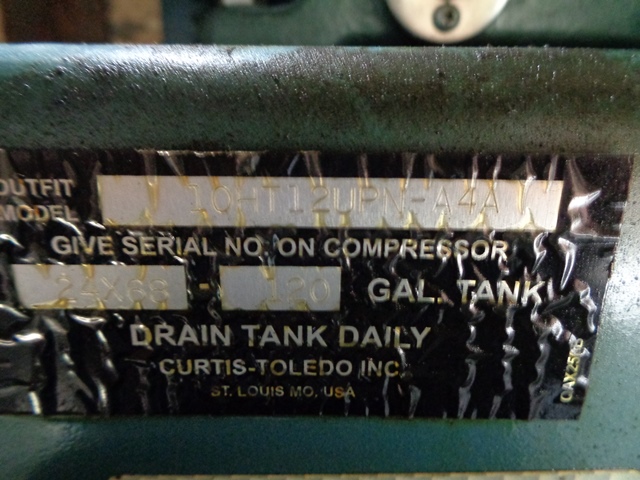 OUTFIT
MODEL 10HT12UPN-A4A
GIVE SERIAL NO. ON COMPRESSOR
24X68 - 120 GAL. TANK
DRAIN TANK DAILY
CURTIS-TOLEDO INC.
ST. LOUIS MO. USA